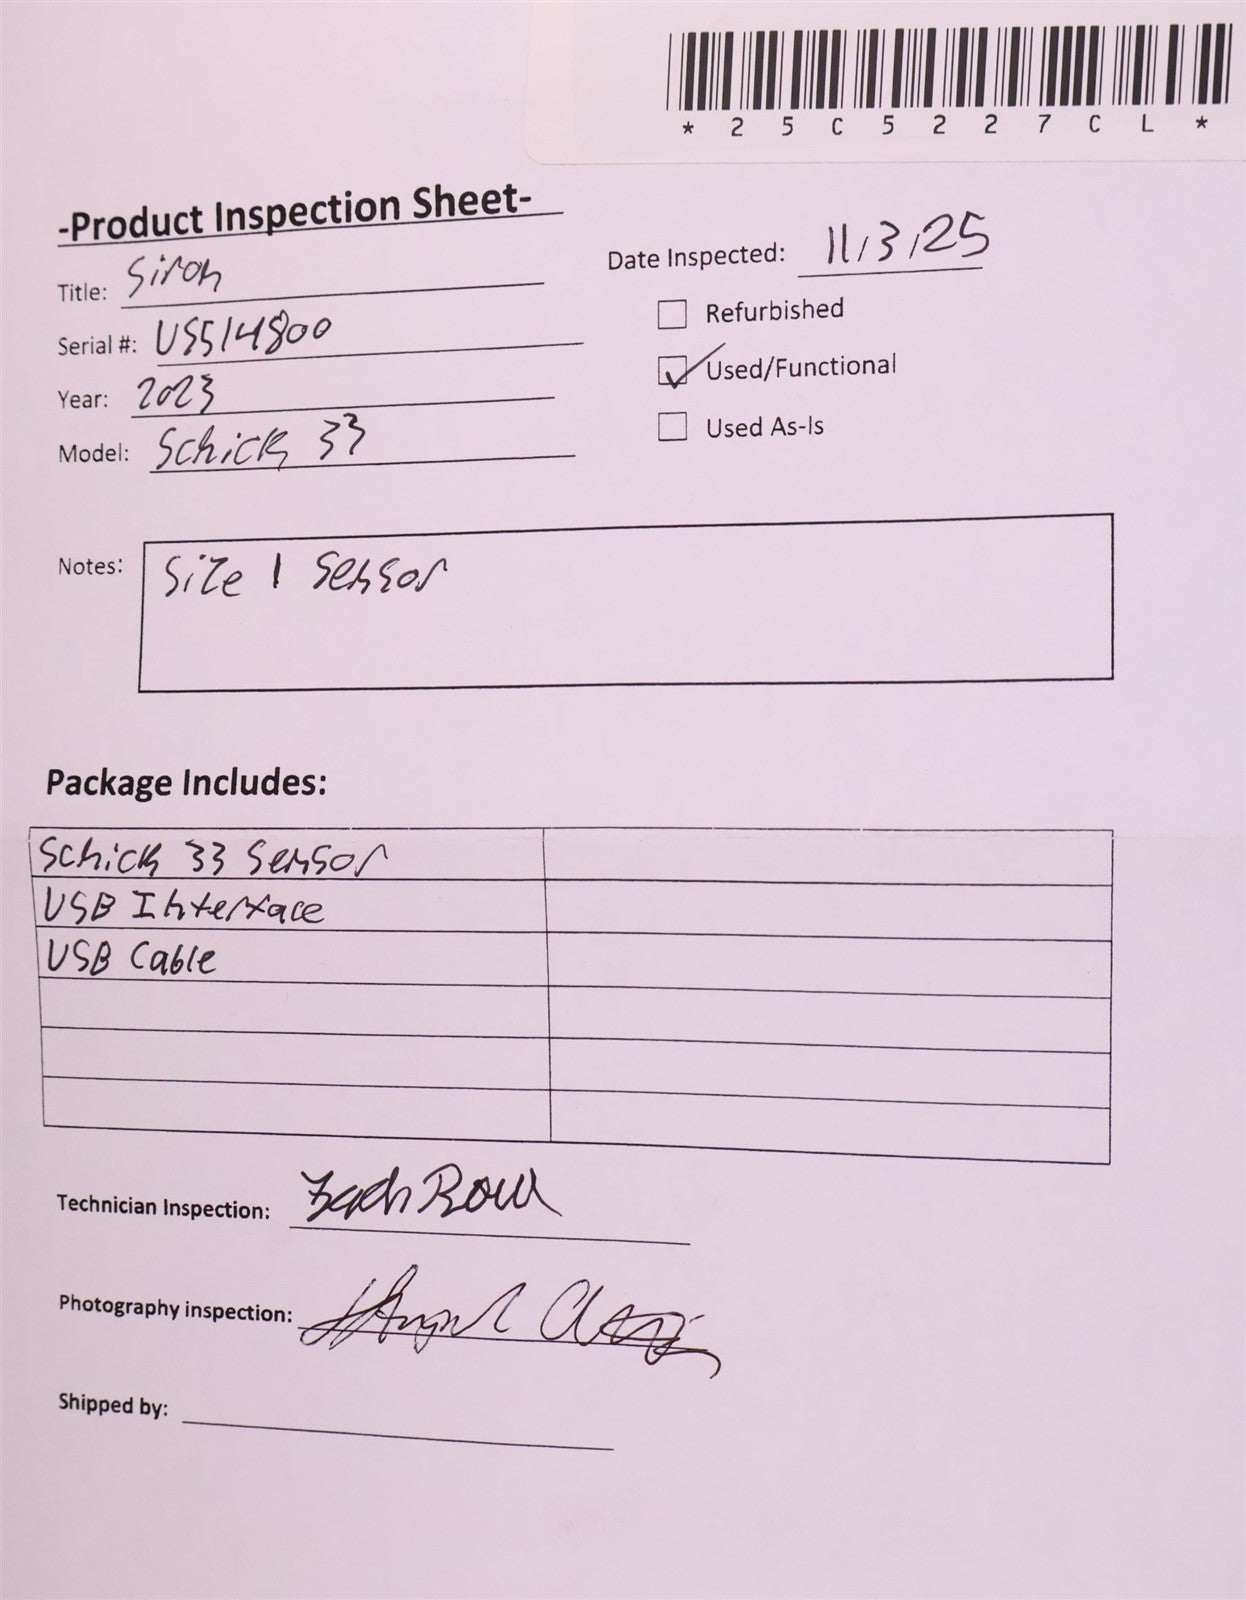 *25C5227CL*
-Product Inspection Sheet-
Title: Siron
Date Inspected: 11/3/25
Serial #: US514800
Refurbished
Year: 2023
Used/Functional
Model: Schick 33
Used As-Is
Notes: Size 1 Sensor
Package Includes:
Schick 33 Sensor
USB Interface
USB Cable
Technician Inspection: Zach
Photography inspection:
Shipped by: